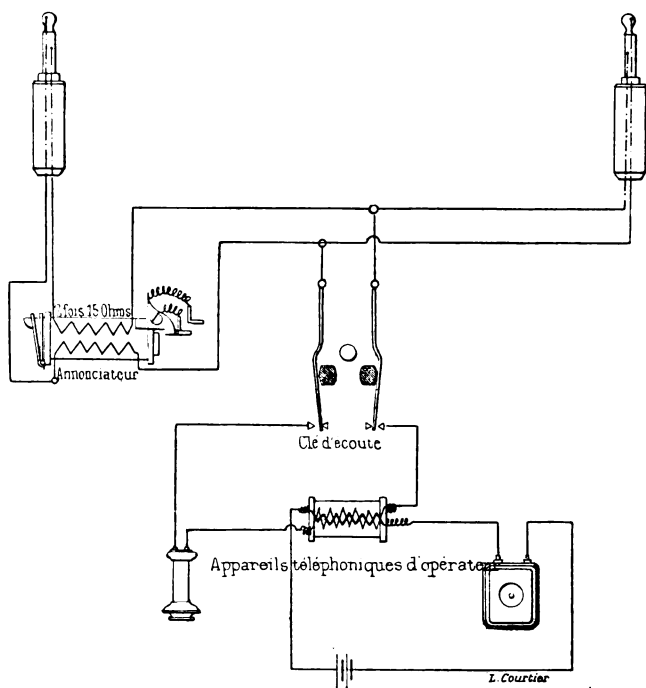 2 fois 15 Ohms
Annonciateur
Clé d'écoute
Appareils téléphoniques d'opérateur
L. Courtier